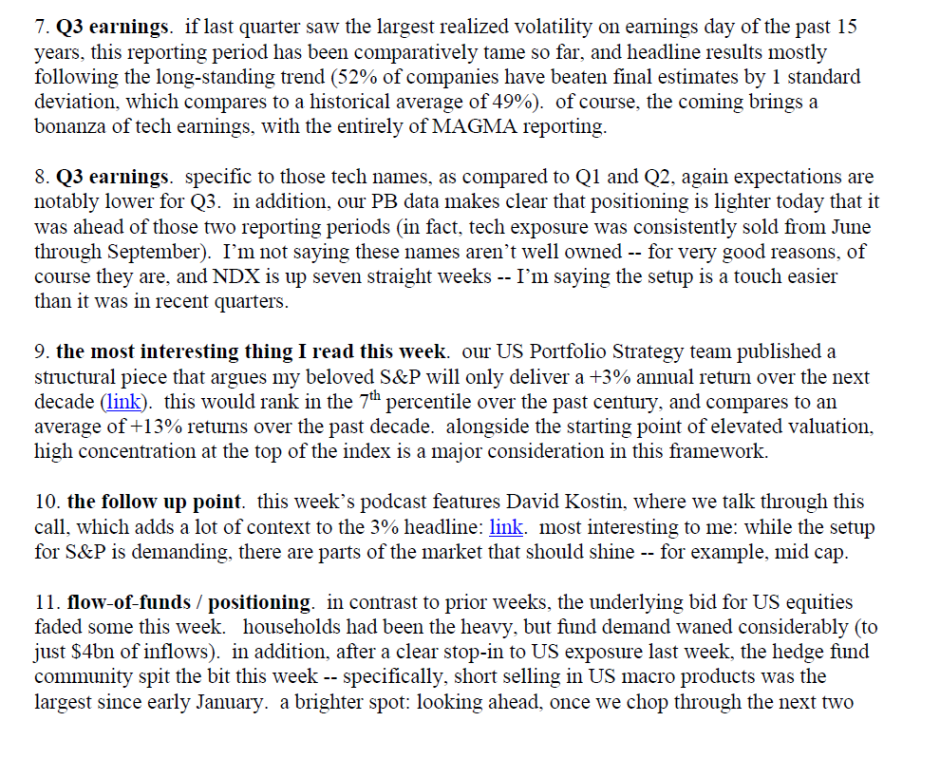 7. Q3 earnings.  if last quarter saw the largest realized volatility on earnings day of the past 15
years, this reporting period has been comparatively tame so far, and headline results mostly
following the long-standing trend (52% of companies have beaten final estimates by 1 standard
deviation, which compares to a historical average of 49%).  of course, the coming brings a
bonanza of tech earnings, with the entirely of MAGMA reporting.
8. Q3 earnings.  specific to those tech names, as compared to Q1 and Q2, again expectations are
notably lower for Q3.  in addition, our PB data makes clear that positioning is lighter today that it
was ahead of those two reporting periods (in fact, tech exposure was consistently sold from June
through September).  I'm not saying these names aren't well owned -- for very good reasons, of
course they are, and NDX is up seven straight weeks -- I'm saying the setup is a touch easier
than it was in recent quarters.
9. the most interesting thing I read this week.  our US Portfolio Strategy team published a
structural piece that argues my beloved S&P will only deliver a +3% annual return over the next
decade (link).  this would rank in the 7th percentile over the past century, and compares to an
average of +13% returns over the past decade.  alongside the starting point of elevated valuation,
high concentration at the top of the index is a major consideration in this framework.
10. the follow up point.  this week's podcast features David Kostin, where we talk through this
call, which adds a lot of context to the 3% headline: link.  most interesting to me: while the setup
for S&P is demanding, there are parts of the market that should shine -- for example, mid cap.
11. flow-of-funds / positioning.  in contrast to prior weeks, the underlying bid for US equities
faded some this week.   households had been the heavy, but fund demand waned considerably (to
just $4bn of inflows).  in addition, after a clear stop-in to US exposure last week, the hedge fund
community spit the bit this week -- specifically, short selling in US macro products was the
largest since early January.  a brighter spot: looking ahead, once we chop through the next two